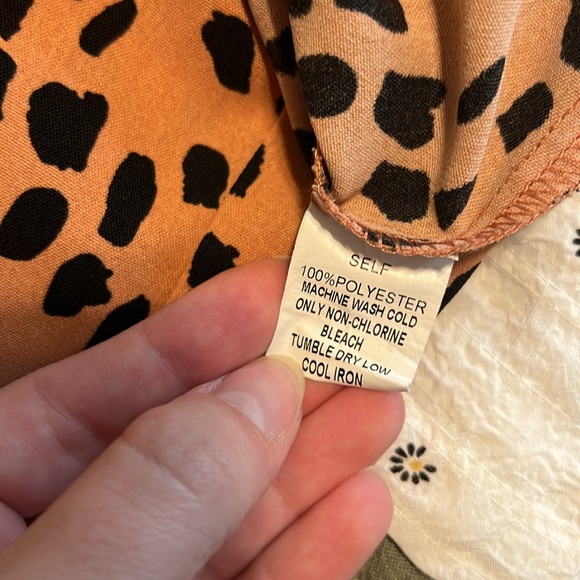 SELF
100%POLYESTER
MACHINE WASH COLD
ONLY NON-CHLORINE
BLEACH
TUMBLE DRY LOW
COOL IRON